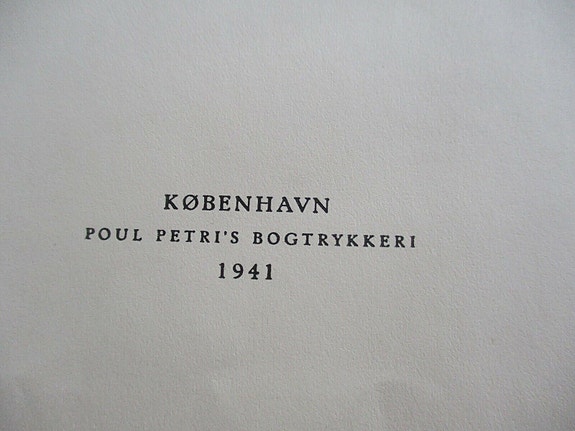 KØBENHAVN
POUL PETRI'S BOGTRYKKERI
1941